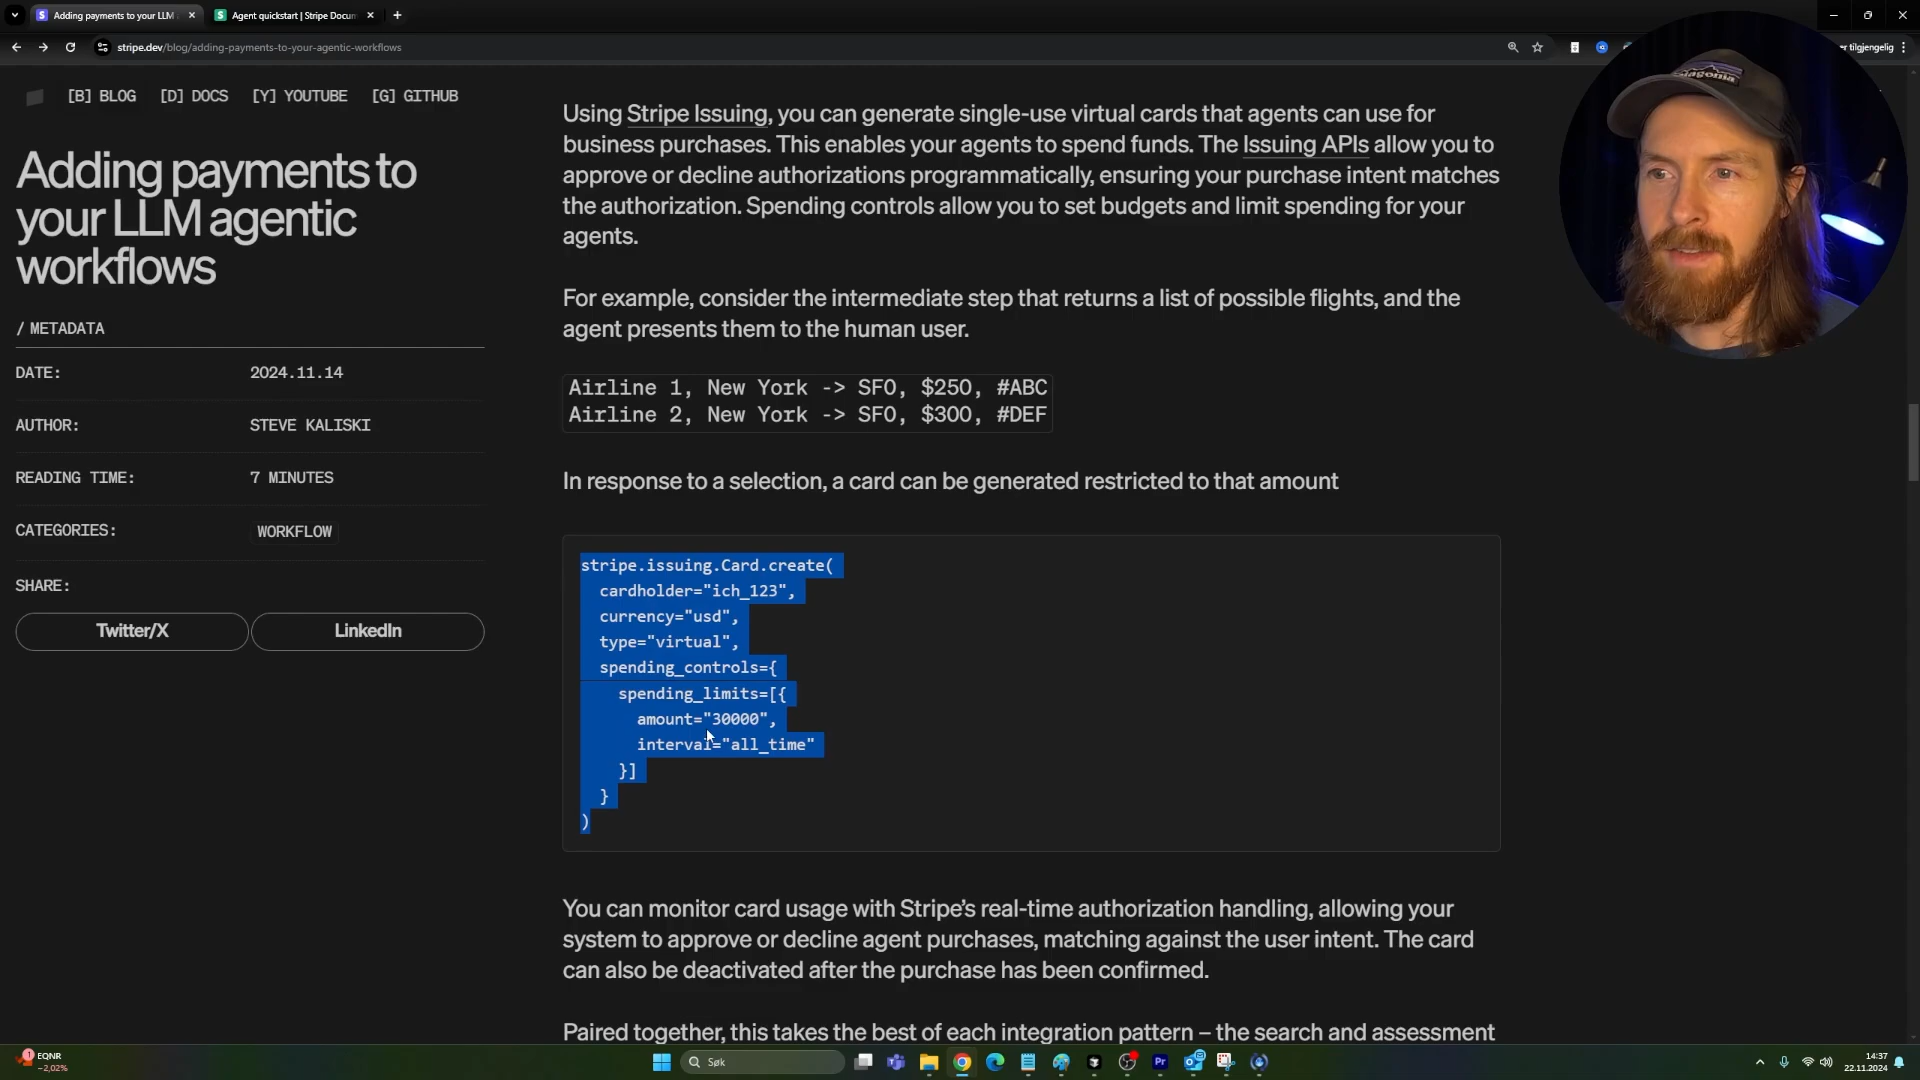 Adding payments to your LLM
Agent quickstart | Stripe Docum
stripe.dev/blog/adding-payments-to-your-agentic-workflows
er tilgjengelig
[B] BLOG [D] DOCS [Y] YOUTUBE [G] GITHUB
Adding payments to
your LLM agentic
workflows
/ METADATA
DATE: 2024.11.14
AUTHOR: STEVE KALISKI
READING TIME: 7 MINUTES
CATEGORIES: WORKFLOW
SHARE:
Twitter/X LinkedIn
Using Stripe Issuing, you can generate single-use virtual cards that agents can use for
business purchases. This enables your agents to spend funds. The Issuing APIs allow you to
approve or decline authorizations programmatically, ensuring your purchase intent matches
the authorization. Spending controls allow you to set budgets and limit spending for your
agents.
For example, consider the intermediate step that returns a list of possible flights, and the
agent presents them to the human user.
Airline 1, New York -> SFO, $250, #ABC
Airline 2, New York -> SFO, $300, #DEF
In response to a selection, a card can be generated restricted to that amount
stripe.issuing.Card.create(
cardholder="ich_123",
currency="usd",
type="virtual",
spending_controls={
spending_limits=[{
amount="30000",
interval="all_time"
}]
}
)
You can monitor card usage with Stripe’s real-time authorization handling, allowing your
system to approve or decline agent purchases, matching against the user intent. The card
can also be deactivated after the purchase has been confirmed.
Paired together, this takes the best of each integration pattern – the search and assessment
patagonia
1
EQNR
-2,02%
Søk
Pr
14:37
22.11.2024